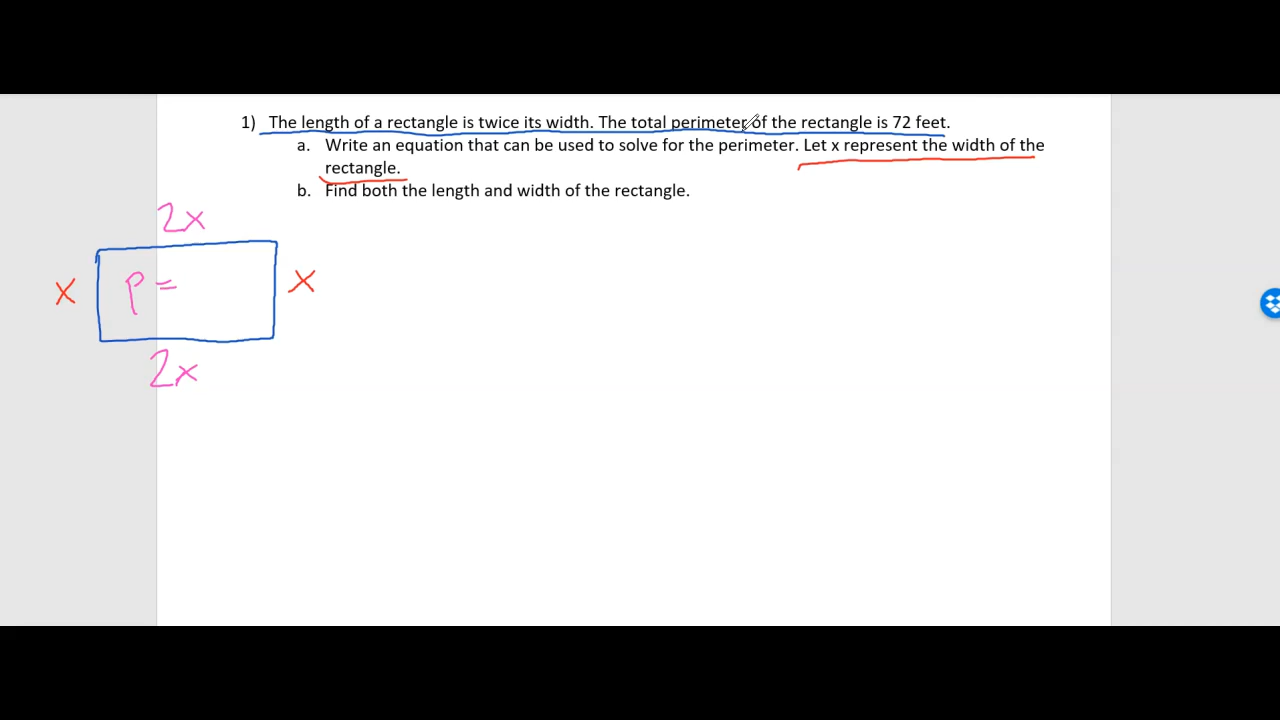 1) The length of a rectangle is twice its width. The total perimeter of the rectangle is 72 feet.
a. Write an equation that can be used to solve for the perimeter. Let x represent the width of the
rectangle.
b. Find both the length and width of the rectangle.
2x
x P = x
2x